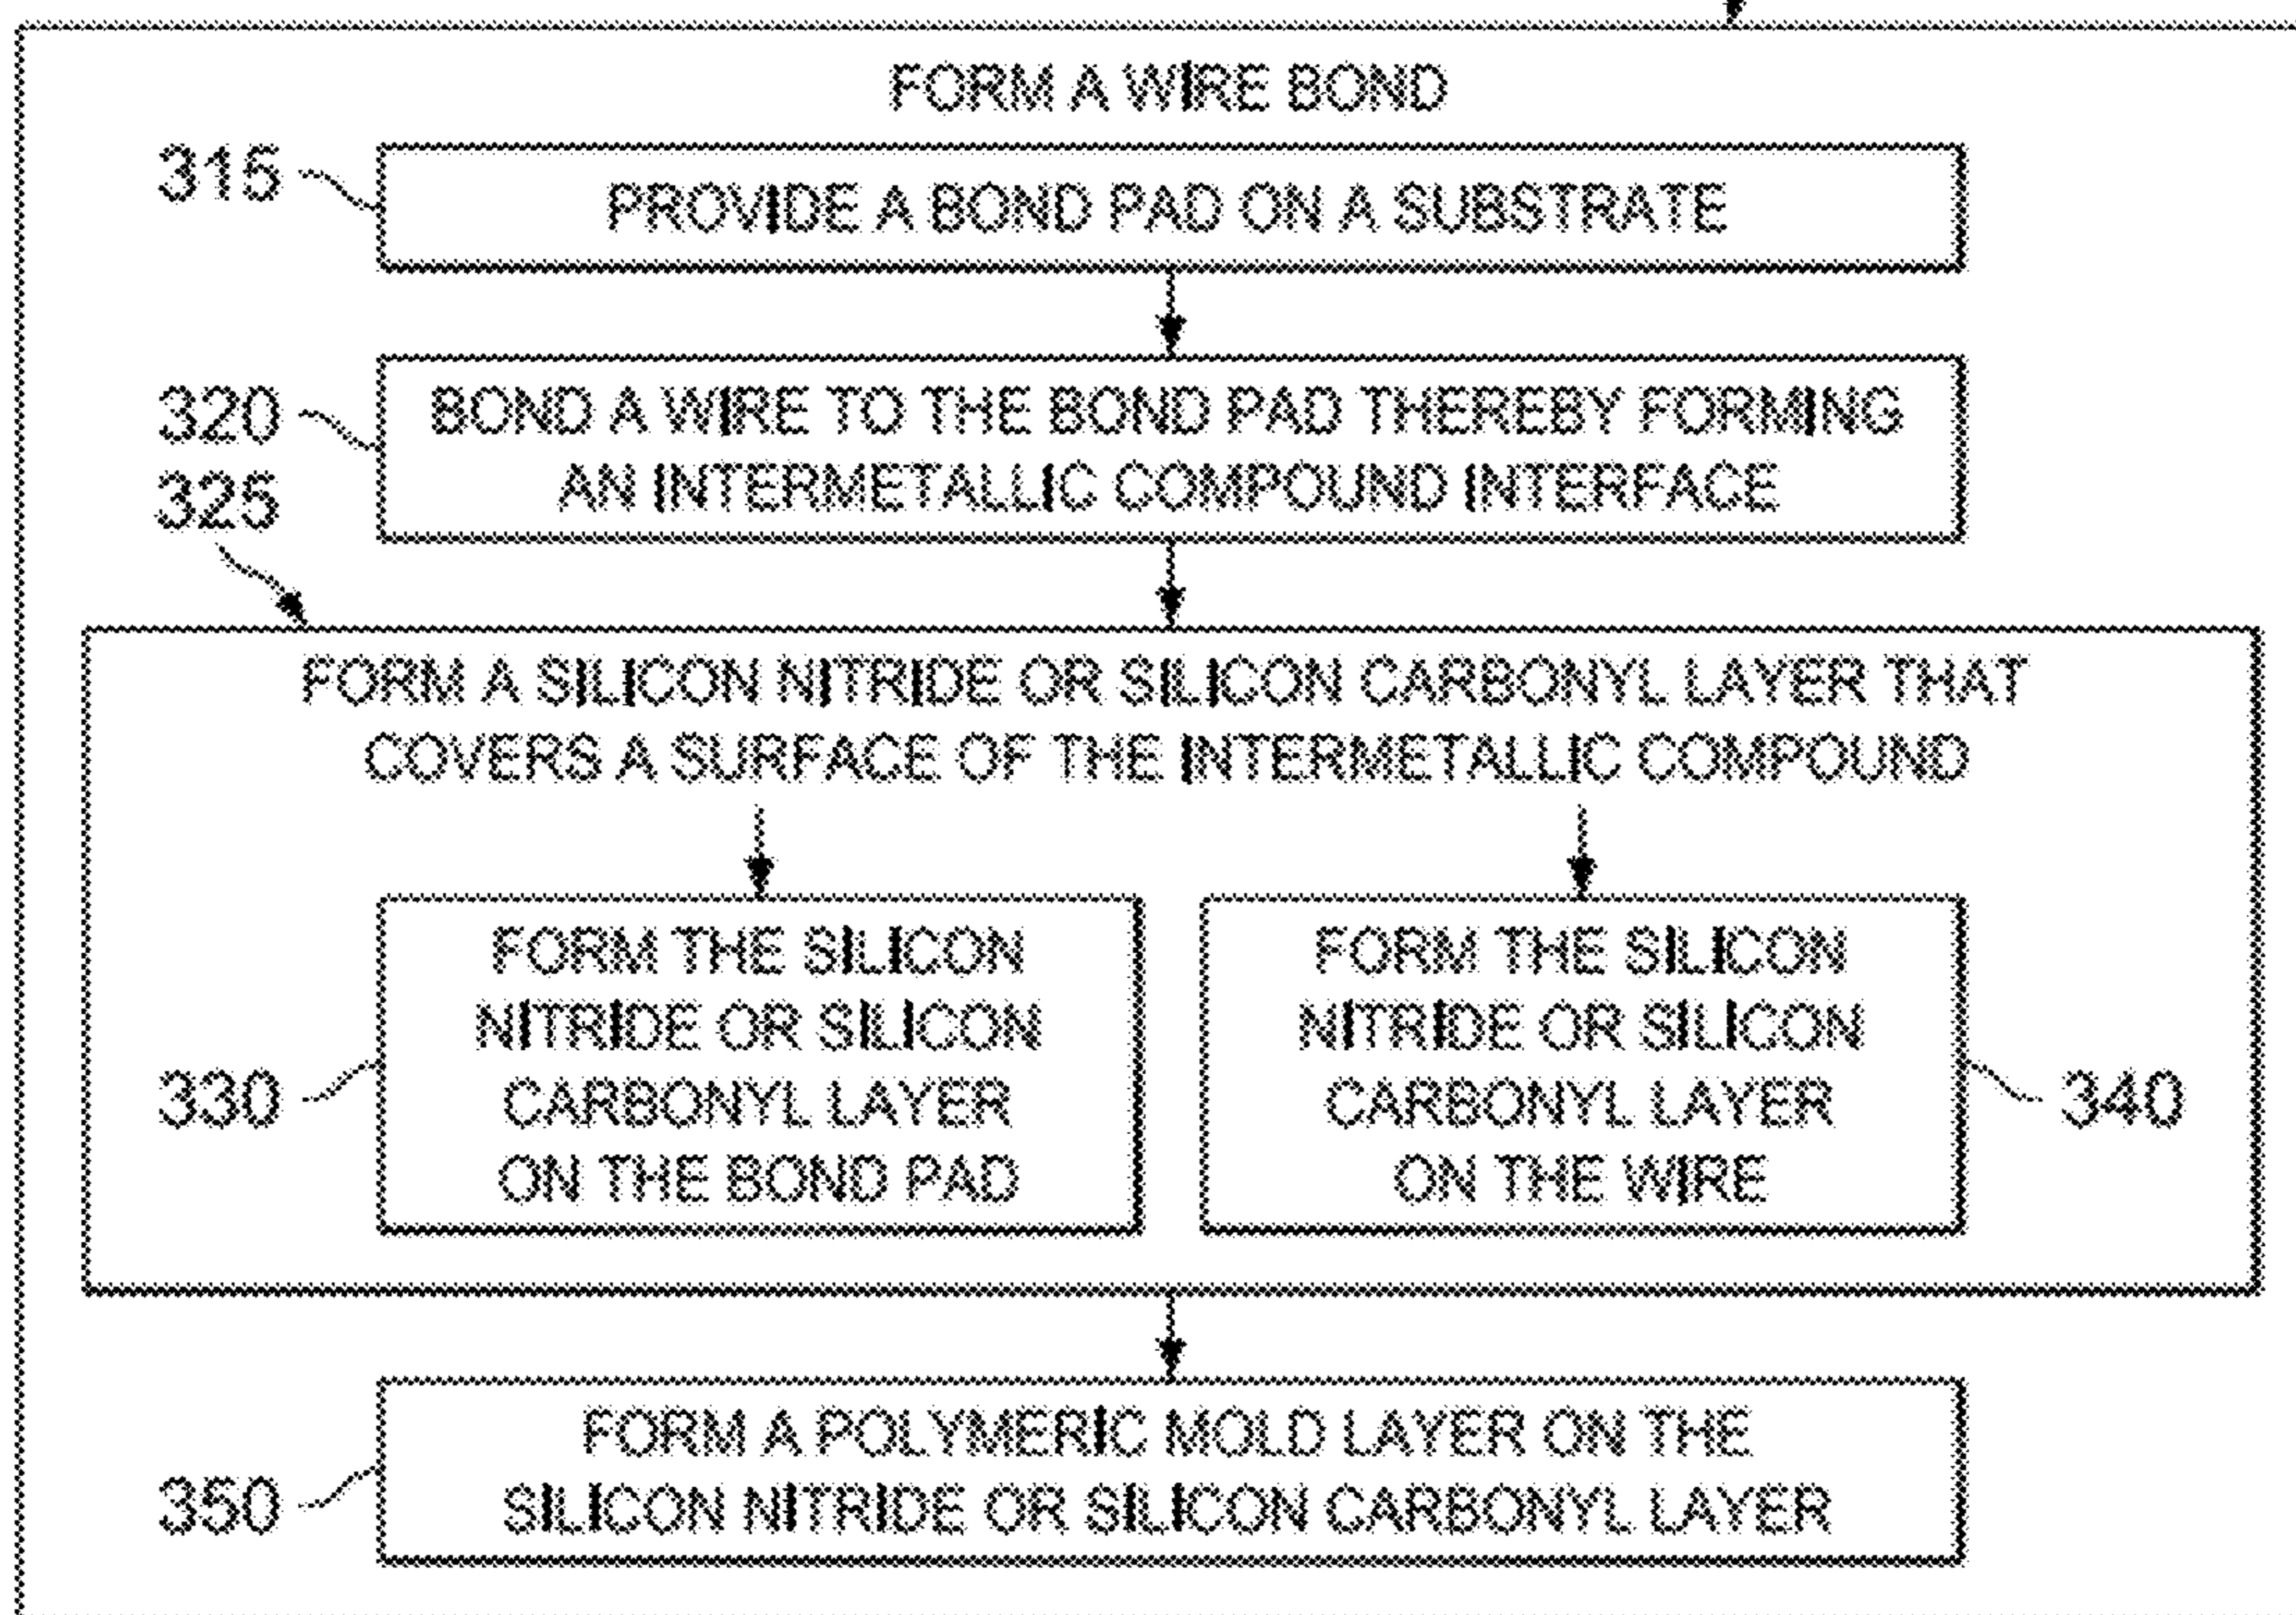 FORM A WIRE BOND
315
PROVIDE A BOND PAD ON A SUBSTRATE
320
BOND A WIRE TO THE BOND PAD THEREBY FORMING
AN INTERMETALLIC COMPOUND INTERFACE
325
FORM A SILICON NITRIDE OR SILICON CARBONYL LAYER THAT
COVERS A SURFACE OF THE INTERMETALLIC COMPOUND
FORM THE SILICON
NITRIDE OR SILICON
CARBONYL LAYER
ON THE BOND PAD
330
FORM THE SILICON
NITRIDE OR SILICON
CARBONYL LAYER
ON THE WIRE
340
FORM A POLYMERIC MOLD LAYER ON THE
SILICON NITRIDE OR SILICON CARBONYL LAYER
350